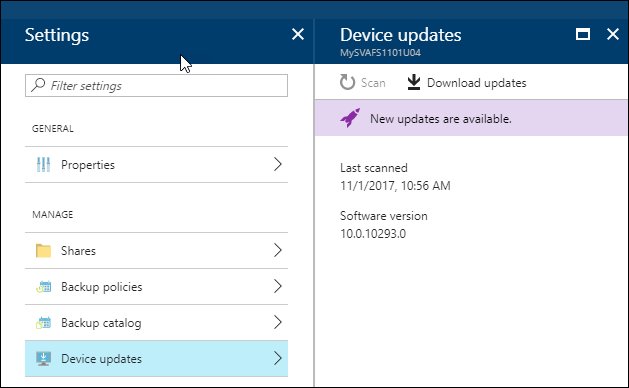 Settings
Filter settings
GENERAL
Properties
MANAGE
Shares
Backup policies
Backup catalog
Device updates
Device updates
MySVAFS1101U04
Scan
Download updates
New updates are available.
Last scanned
11/1/2017, 10:56 AM
Software version
10.0.10293.0